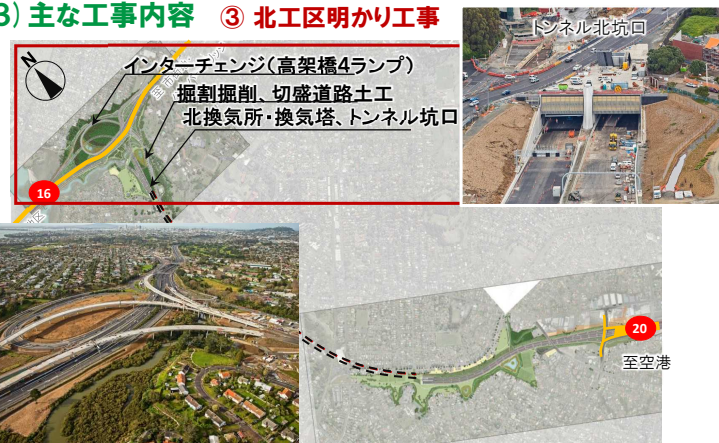 3) 主な工事内容 ③ 北工区明かり工事
トンネル北坑口
N
インターチェンジ(高架橋4ランプ)
掘割掘削、切盛道路土工
北換気所・換気塔、トンネル坑口
16
20
至空港